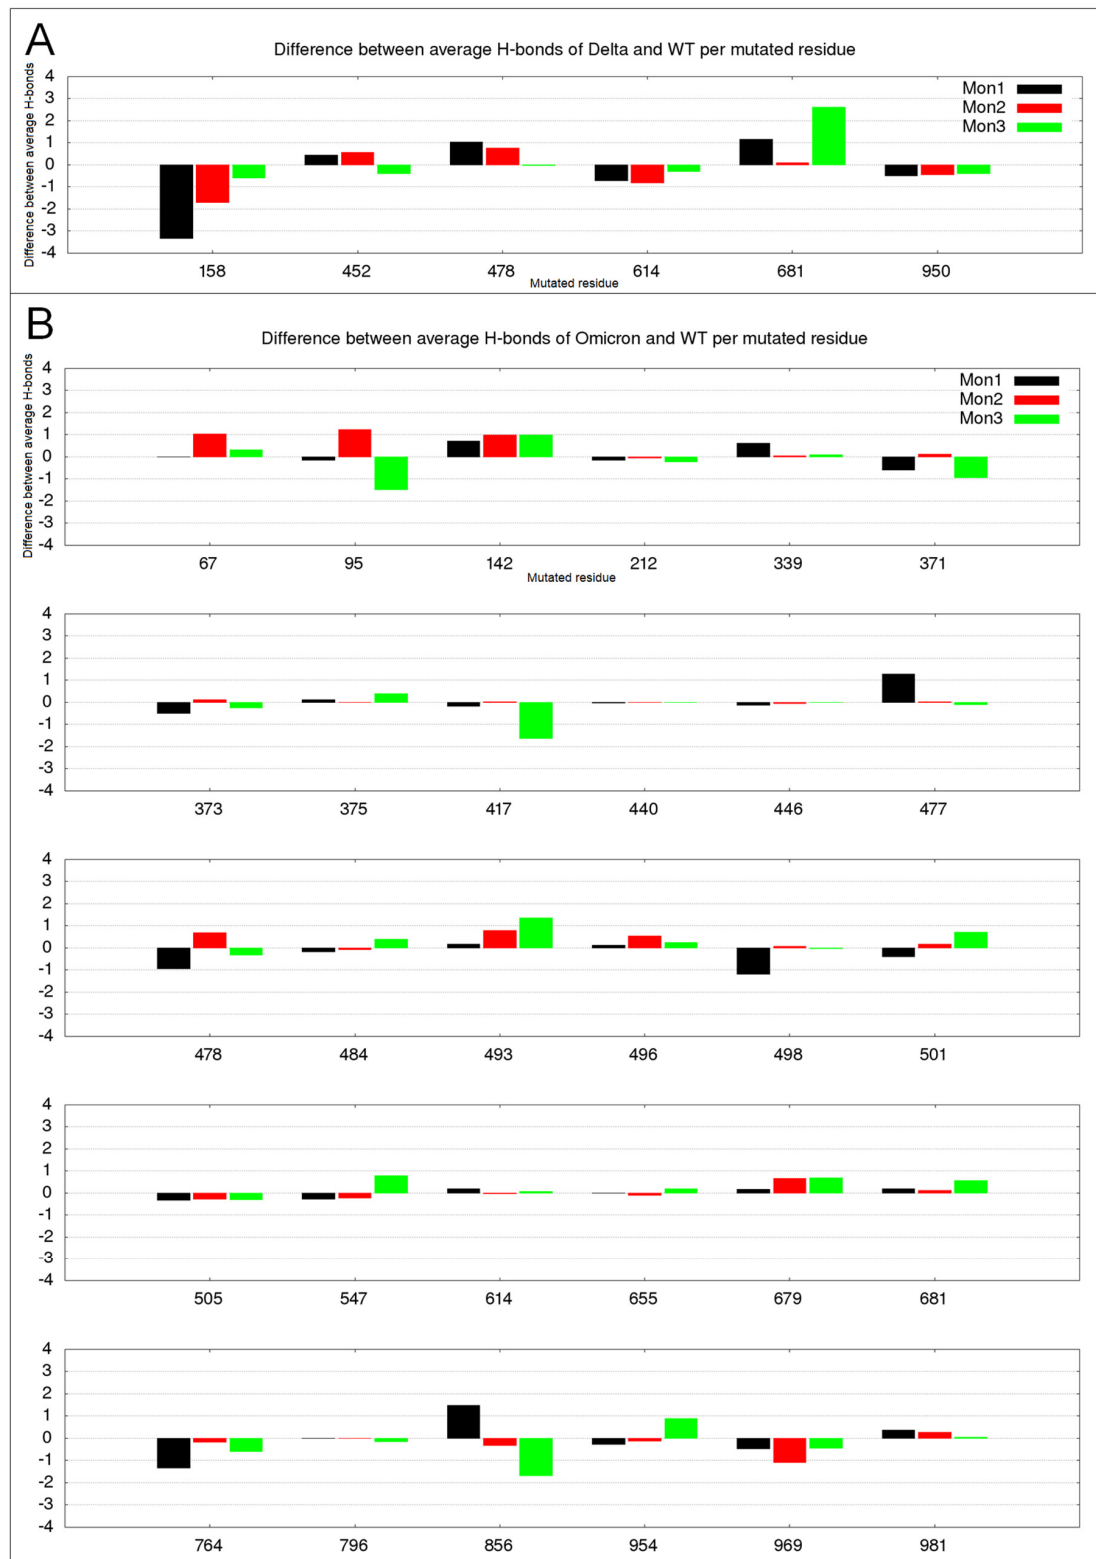 A
Difference between average H-bonds of Delta and WT per mutated residue
Difference between average H-bonds
4
3
2
1
0
-1
-2
-3
-4
Mon1
Mon2
Mon3
158 452 478 614 681 950
Mutated residue
B
Difference between average H-bonds of Omicron and WT per mutated residue
Difference between average H-bonds
4
3
2
1
0
-1
-2
-3
-4
Mon1
Mon2
Mon3
67 95 142 212 339 371
Mutated residue
4
3
2
1
0
-1
-2
-3
-4
373 375 417 440 446 477
4
3
2
1
0
-1
-2
-3
-4
478 484 493 496 498 501
4
3
2
1
0
-1
-2
-3
-4
505 547 614 655 679 681
4
3
2
1
0
-1
-2
-3
-4
764 796 856 954 969 981